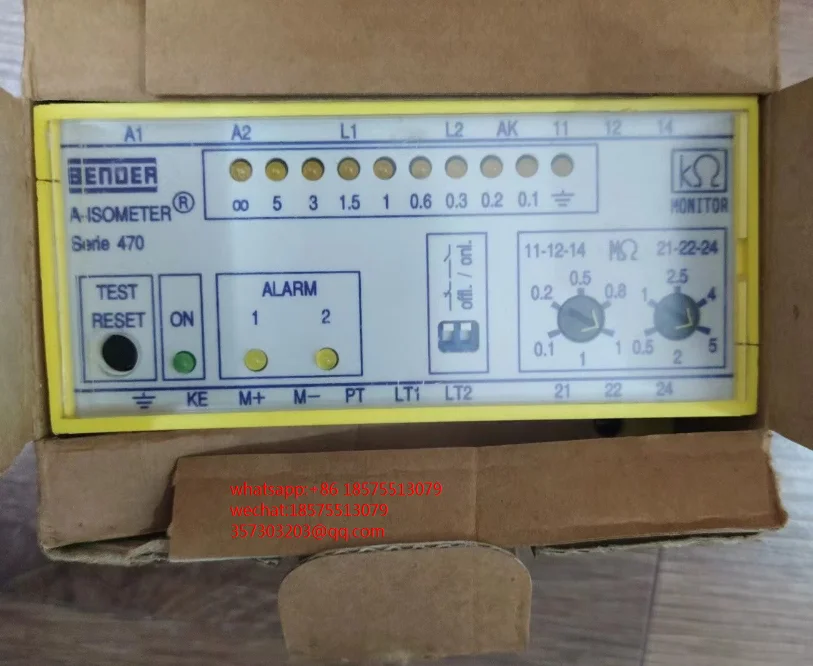 A1 A2 L1 L2 AK 11 12 14
BENDER
A-ISOMETER®
Serie 470
∞ 5 3 1.5 1 0.6 0.3 0.2 0.1
kΩ
MONITOR
TEST
RESET
ON
ALARM
1 2
offl. / onl.
11-12-14 MΩ 21-22-24
0.1 0.2 0.5 0.8 1
1
0.5 1 2.5 4 5
2
KE M+ M- PT LT1 LT2 21 22 24
whatsapp:+86 18575513079
wechat:18575513079
357303203@qq.com